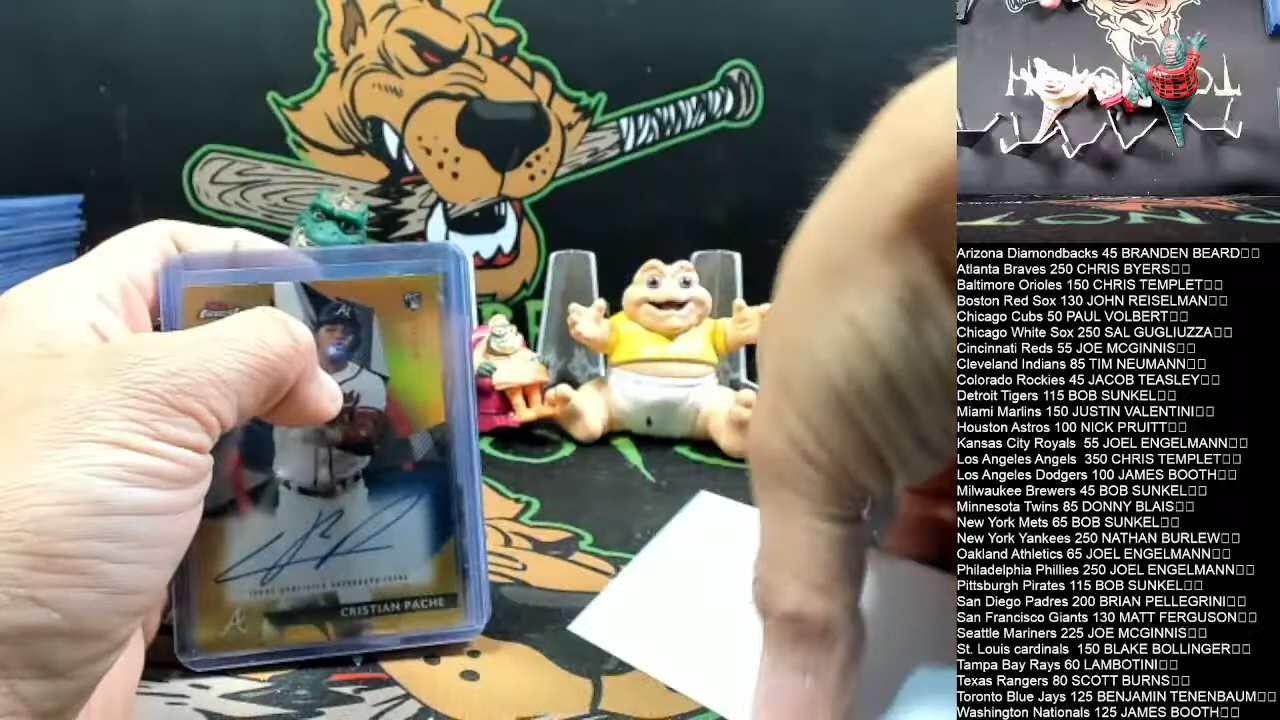 CRISTIAN PACHE
Arizona Diamondbacks 45 BRANDEN BEARD
Atlanta Braves 250 CHRIS BYERS
Baltimore Orioles 150 CHRIS TEMPLET
Boston Red Sox 130 JOHN REISELMAN
Chicago Cubs 50 PAUL VOLBERT
Chicago White Sox 250 SAL GUGLIUZZA
Cincinnati Reds 55 JOE MCGINNIS
Cleveland Indians 85 TIM NEUMANN
Colorado Rockies 45 JACOB TEASLEY
Detroit Tigers 115 BOB SUNKEL
Miami Marlins 150 JUSTIN VALENTINI
Houston Astros 100 NICK PRUITT
Kansas City Royals 55 JOEL ENGELMANN
Los Angeles Angels 350 CHRIS TEMPLET
Los Angeles Dodgers 100 JAMES BOOTH
Milwaukee Brewers 45 BOB SUNKEL
Minnesota Twins 85 DONNY BLAIS
New York Mets 65 BOB SUNKEL
New York Yankees 250 NATHAN BURLEW
Oakland Athletics 65 JOEL ENGELMANN
Philadelphia Phillies 250 JOEL ENGELMANN
Pittsburgh Pirates 115 BOB SUNKEL
San Diego Padres 200 BRIAN PELLEGRINI
San Francisco Giants 130 MATT FERGUSON
Seattle Mariners 225 JOE MCGINNIS
St. Louis cardinals 150 BLAKE BOLLINGER
Tampa Bay Rays 60 LAMBOTINI
Texas Rangers 80 SCOTT BURNS
Toronto Blue Jays 125 BENJAMIN TENENBAUM
Washington Nationals 125 JAMES BOOTH